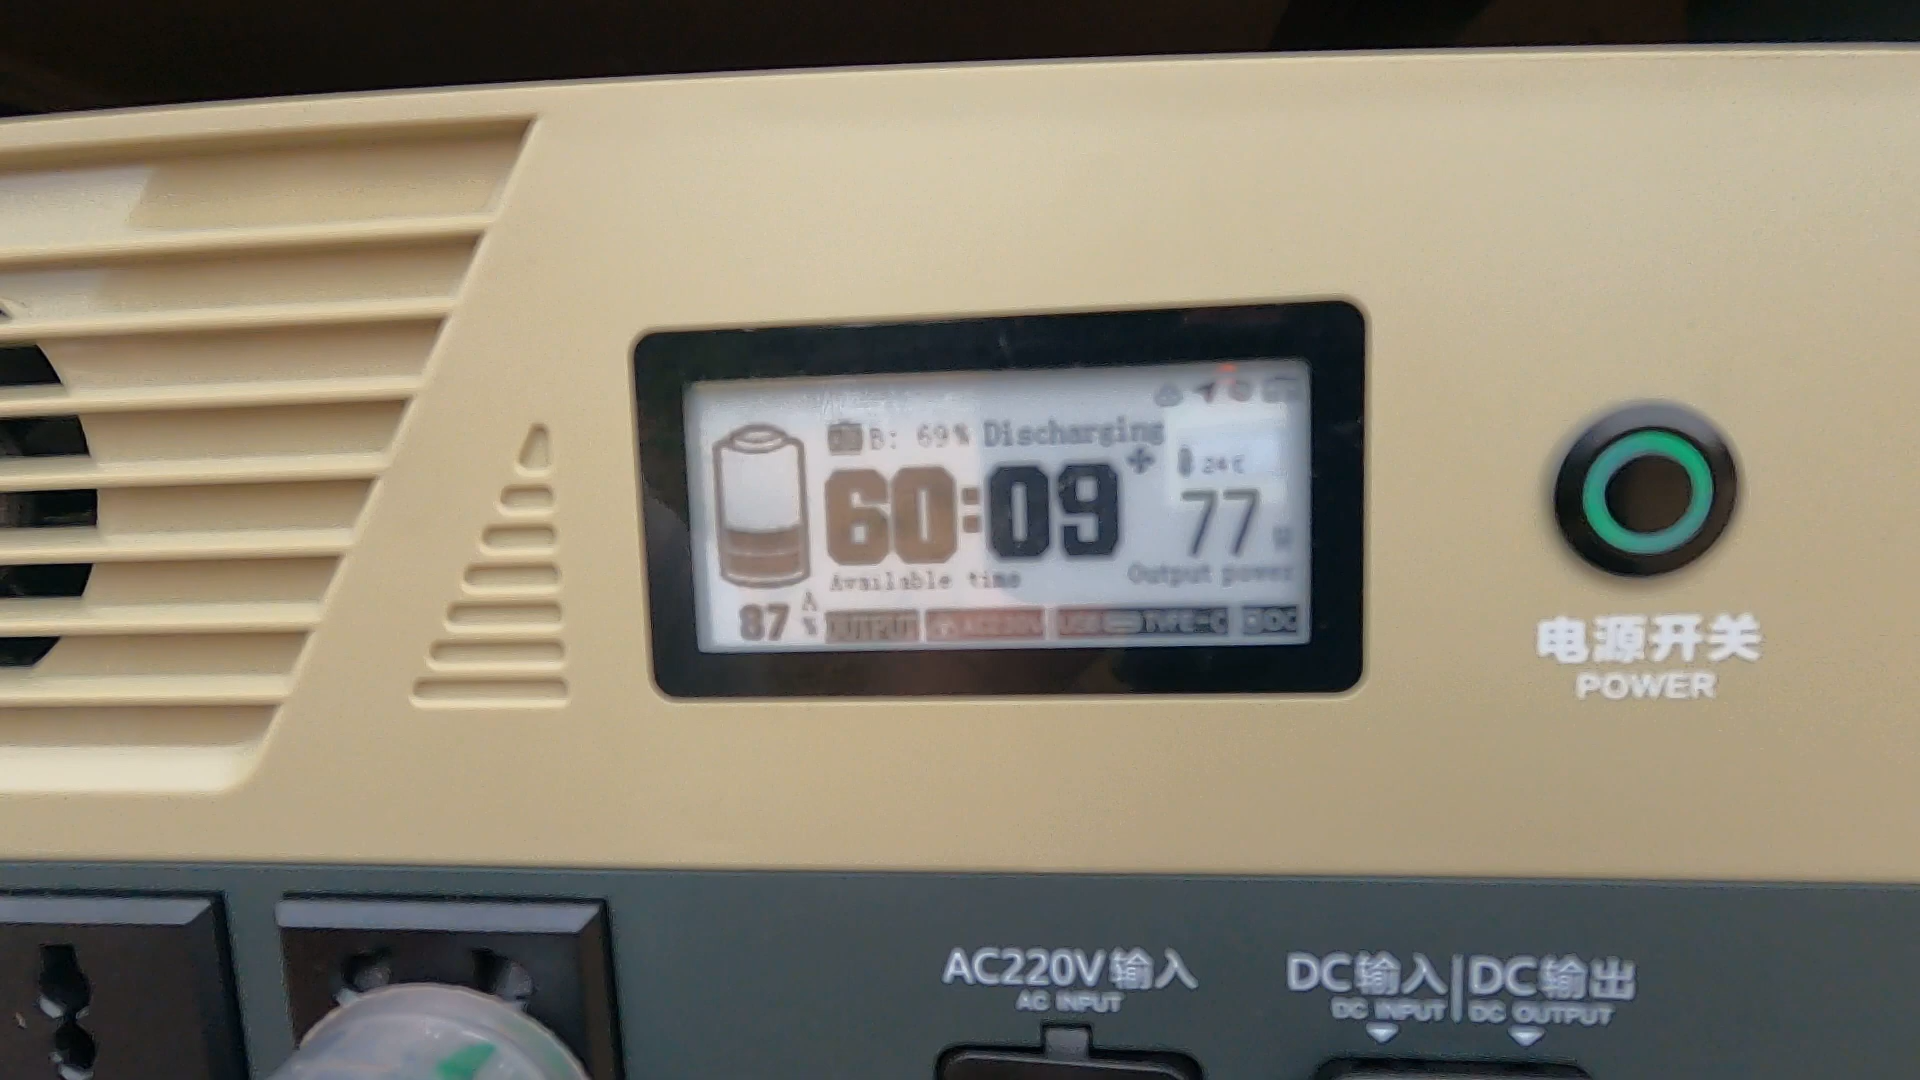 B: 69% Discharging
24℃
60:09
77 W
Available time
Output power
87 A %
OUTPUT AC220V USB TYPE-C DC
电源开关
POWER
AC220V输入
AC INPUT
DC输入|DC输出
DC INPUT DC OUTPUT